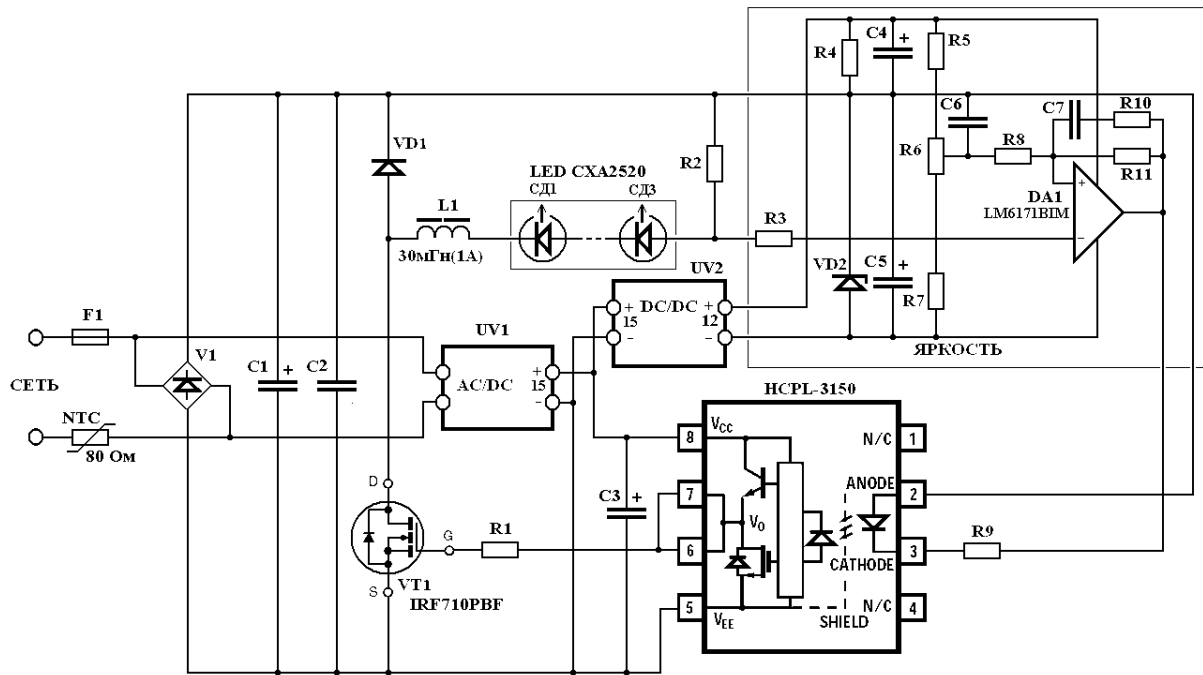 C4
+
R4
R5
C6
C7
R10
R8
R6
R11
+
DA1
LM6171BIM
−
VD1
LED CXA2520
СД1
СД3
R2
L1
30мГн(1А)
R3
UV2
+
DC/DC
+
15
12
−
−
VD2
C5
+
R7
ЯРКОСТЬ
F1
V1
C1
+
C2
UV1
+
AC/DC
15
−
СЕТЬ
NTC
80 Ом
HCPL-3150
8
VCC
N/C
1
7
ANODE
2
VO
6
CATHODE
3
R9
5
VEE
SHIELD
N/C
4
C3
+
D
G
R1
S
VT1
IRF710PBF